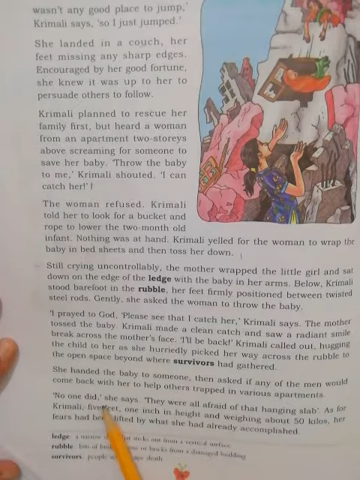 wasn't any good place to jump,'
Krimali says, 'so I just jumped.'
She landed in a couch, her
feet missing any sharp edges.
Encouraged by her good fortune,
she knew it was up to her to
persuade others to follow.
Krimali planned to rescue her
family first, but heard a woman
from an apartment two-storeys
above screaming for someone to
save her baby. 'Throw the baby
to me,' Krimali shouted. 'I can
catch her!'
The woman refused. Krimali
told her to look for a bucket and
rope to lower the two-month old
infant. Nothing was at hand. Krimali yelled for the woman to wrap the
baby in bed sheets and then toss her down.
Still crying uncontrollably, the mother wrapped the little girl and sat
down on the edge of the ledge with the baby in her arms. Below, Krimali
stood barefoot in the rubble, her feet firmly positioned between twisted
steel rods. Gently, she asked the woman to throw the baby.
'I prayed to God, 'Please see that I catch her,' Krimali says. The mother
tossed the baby. Krimali made a clean catch and saw a radiant smile
break across the mother's face. 'I'll be back!' Krimali called out, hugging
the child to her as she hurriedly picked her way across the rubble to
the open space beyond where survivors had gathered.
She handed the baby to someone, then asked if any of the men would
come back with her to help others trapped in various apartments.
'No one did,' she says. 'They were all afraid of that hanging slab'. As for
Krimali, five feet, one inch in height and weighing about 50 kilos, her
fears had been lifted by what she had already accomplished.
ledge: a narrow that sticks out from a vertical surface
rubble: bits of or bricks from a damaged building
survivors: people death